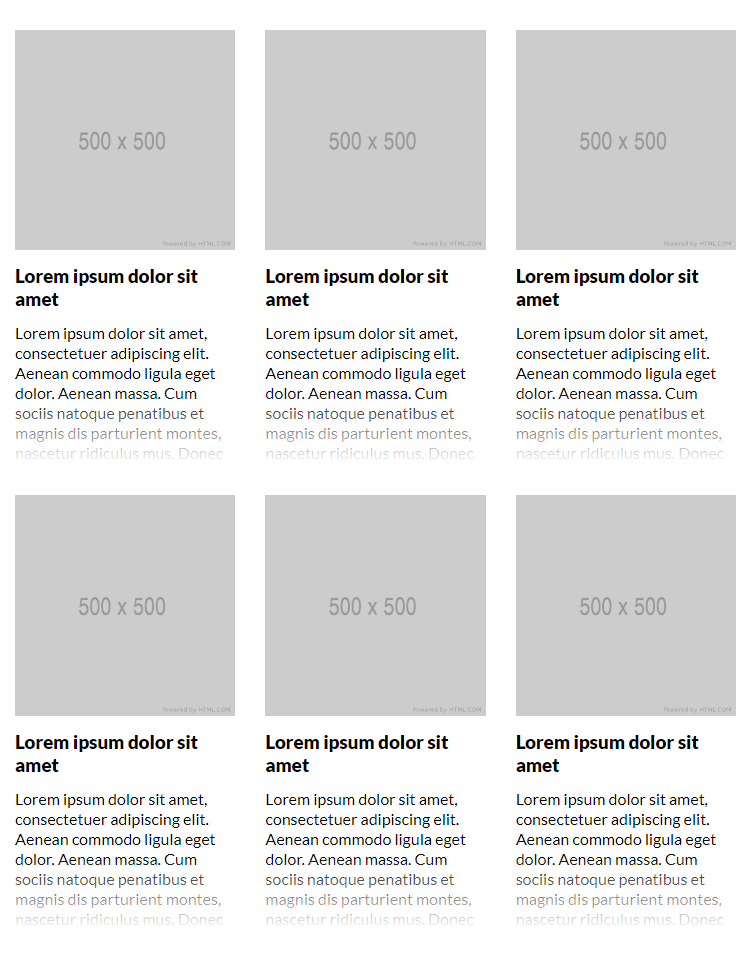 500 x 500
Powered by HTML.COM
500 x 500
Powered by HTML.COM
500 x 500
Powered by HTML.COM
Lorem ipsum dolor sit
amet
Lorem ipsum dolor sit amet,
consectetuer adipiscing elit.
Aenean commodo ligula eget
dolor. Aenean massa. Cum
sociis natoque penatibus et
magnis dis parturient montes,
nascetur ridiculus mus. Donec
Lorem ipsum dolor sit
amet
Lorem ipsum dolor sit amet,
consectetuer adipiscing elit.
Aenean commodo ligula eget
dolor. Aenean massa. Cum
sociis natoque penatibus et
magnis dis parturient montes,
nascetur ridiculus mus. Donec
Lorem ipsum dolor sit
amet
Lorem ipsum dolor sit amet,
consectetuer adipiscing elit.
Aenean commodo ligula eget
dolor. Aenean massa. Cum
sociis natoque penatibus et
magnis dis parturient montes,
nascetur ridiculus mus. Donec
500 x 500
Powered by HTML.COM
500 x 500
Powered by HTML.COM
500 x 500
Powered by HTML.COM
Lorem ipsum dolor sit
amet
Lorem ipsum dolor sit amet,
consectetuer adipiscing elit.
Aenean commodo ligula eget
dolor. Aenean massa. Cum
sociis natoque penatibus et
magnis dis parturient montes,
nascetur ridiculus mus. Donec
Lorem ipsum dolor sit
amet
Lorem ipsum dolor sit amet,
consectetuer adipiscing elit.
Aenean commodo ligula eget
dolor. Aenean massa. Cum
sociis natoque penatibus et
magnis dis parturient montes,
nascetur ridiculus mus. Donec
Lorem ipsum dolor sit
amet
Lorem ipsum dolor sit amet,
consectetuer adipiscing elit.
Aenean commodo ligula eget
dolor. Aenean massa. Cum
sociis natoque penatibus et
magnis dis parturient montes,
nascetur ridiculus mus. Donec